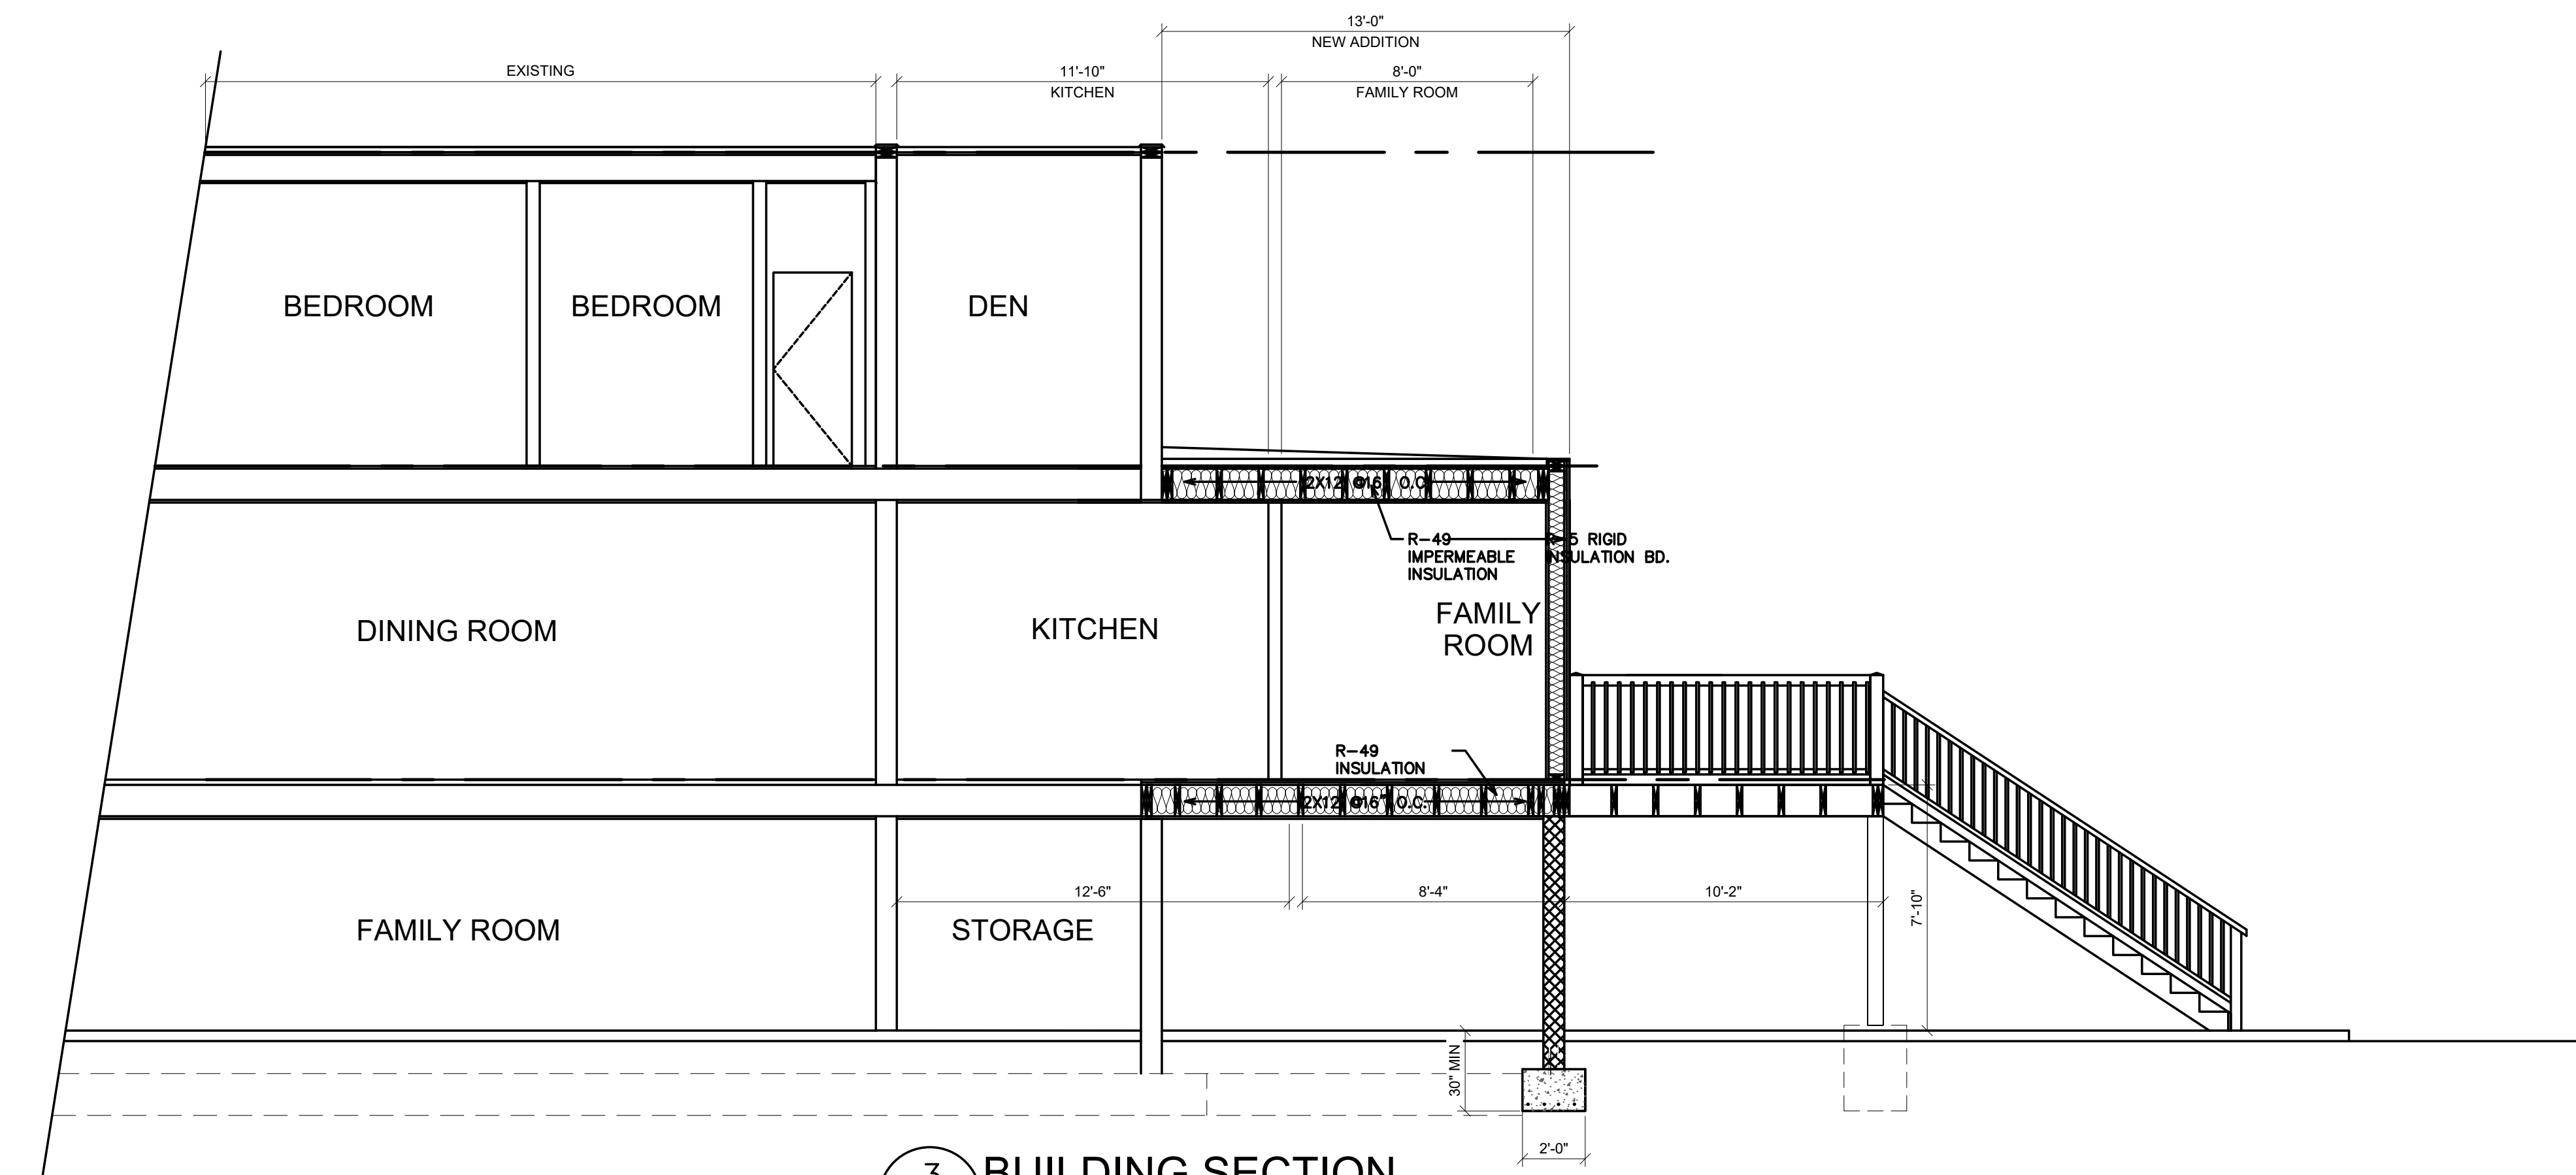 13'-0"
NEW ADDITION
EXISTING
11'-10"
8'-0"
KITCHEN
FAMILY ROOM
BEDROOM
BEDROOM
DEN
2X12 @16" O.C.
R-49
IMPERMEABLE
INSULATION
5 RIGID
INSULATION BD.
DINING ROOM
KITCHEN
FAMILY
ROOM
R-49
INSULATION
2X12 @16" O.C.
12'-6"
8'-4"
10'-2"
7'-10"
FAMILY ROOM
STORAGE
30" MIN
2'-0"
3
BUILDING SECTION